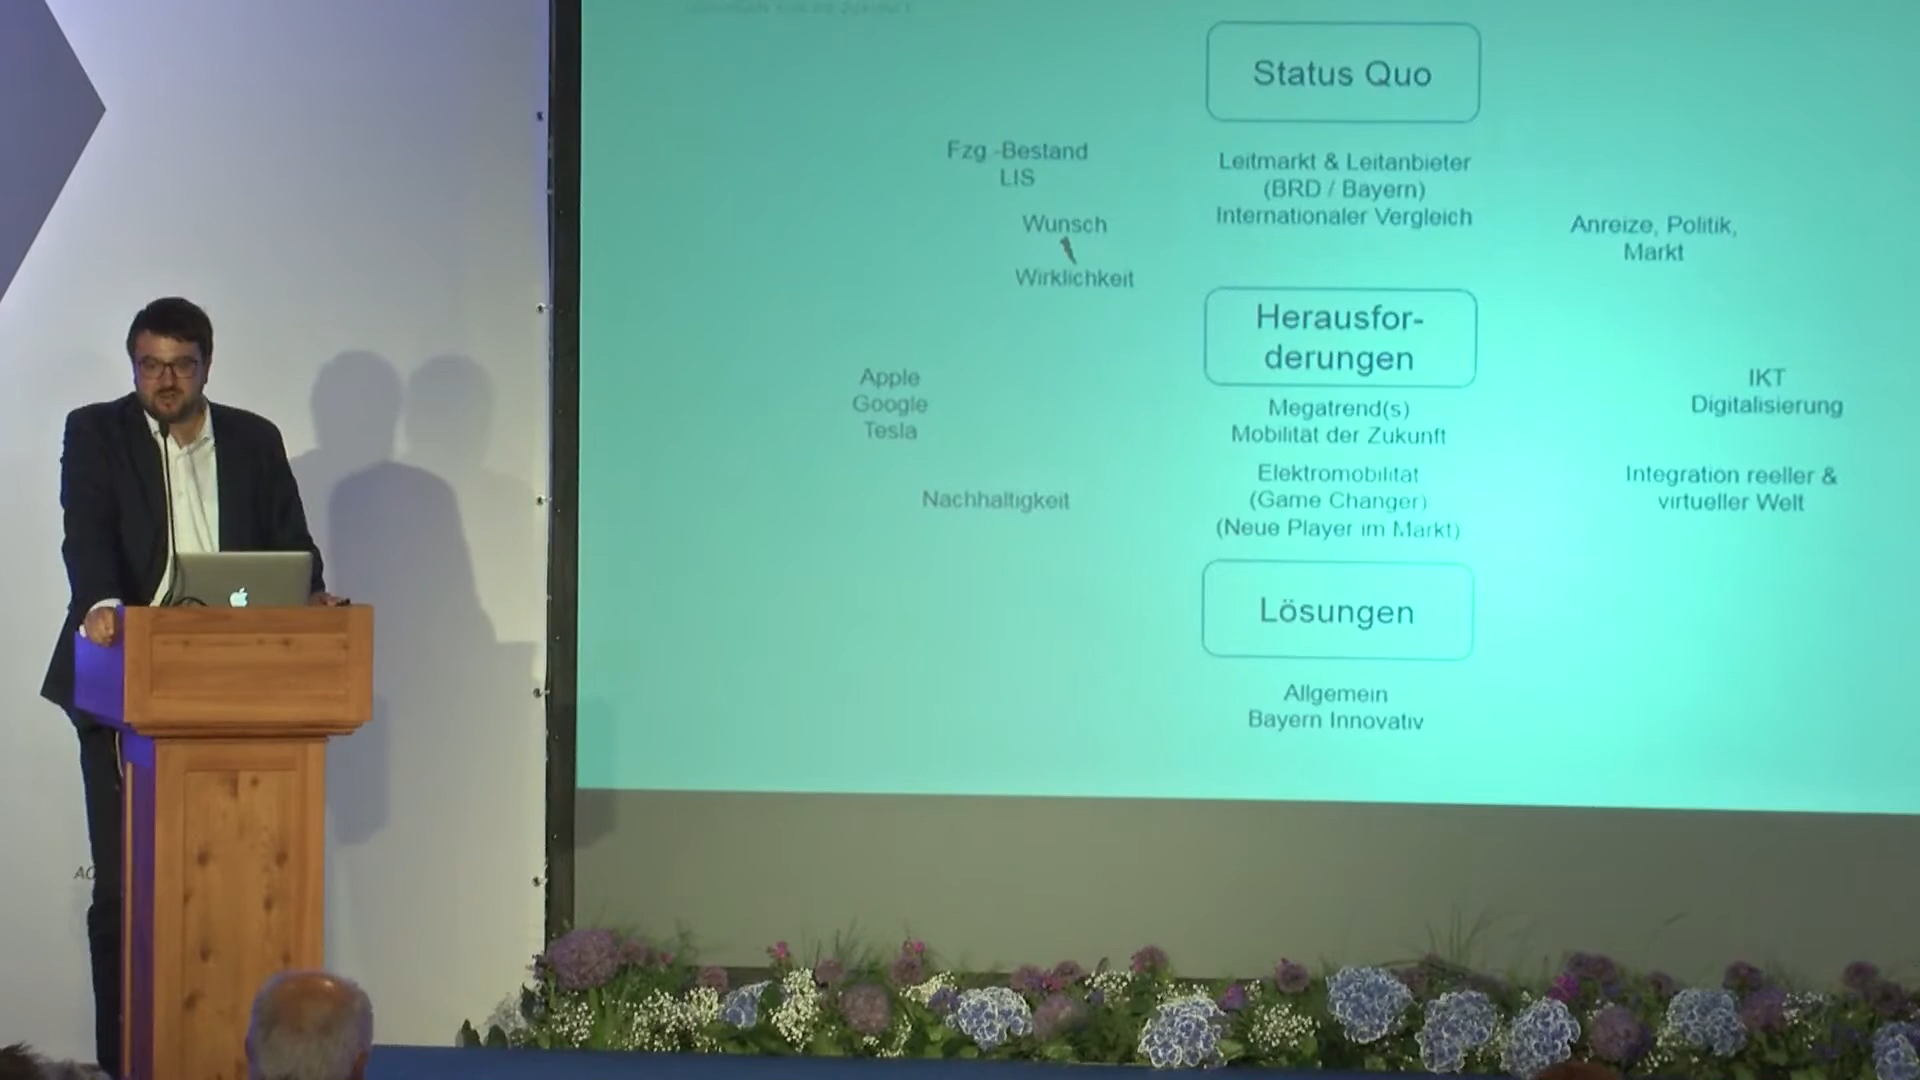 Status Quo
Fzg.-Bestand
LIS
Leitmarkt & Leitanbieter
(BRD / Bayern)
Internationaler Vergleich
Wunsch
Wirklichkeit
Anreize, Politik,
Markt
Herausfor-
derungen
Apple
Google
Tesla
Megatrend(s)
Mobilität der Zukunft
IKT
Digitalisierung
Nachhaltigkeit
Elektromobilität
(Game Changer)
(Neue Player im Markt)
Integration reeller &
virtueller Welt
Lösungen
Allgemein
Bayern Innovativ